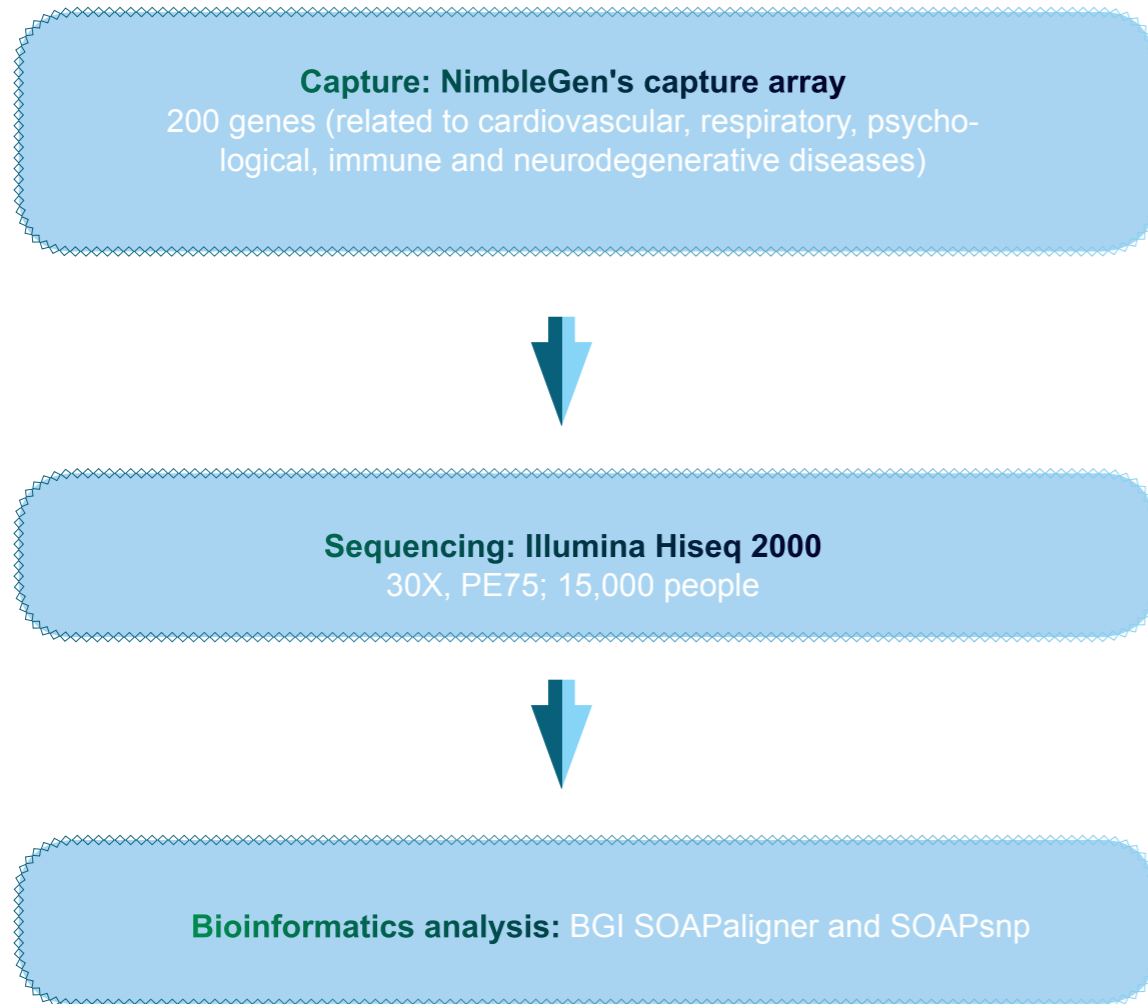 Capture: NimbleGen's capture array
200 genes (related to cardiovascular, respiratory, psycho-
logical, immune and neurodegenerative diseases)
Sequencing: Illumina Hiseq 2000
30X, PE75; 15,000 people
Bioinformatics analysis: BGI SOAPaligner and SOAPsnp